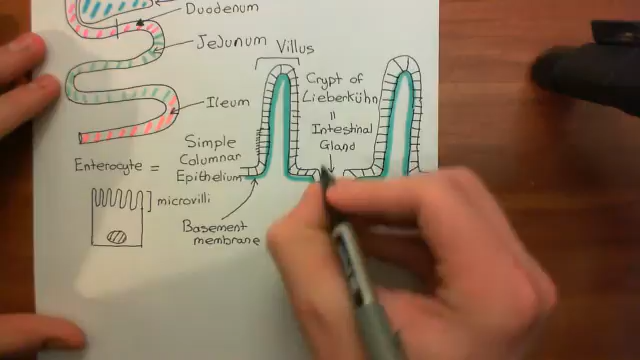 Duodenum
Jejunum
Ileum
Villus
Crypt of
Lieberkühn
=
Intestinal
Gland
Simple
Columnar
Epithelium
Enterocyte =
microvilli
Basement
membrane